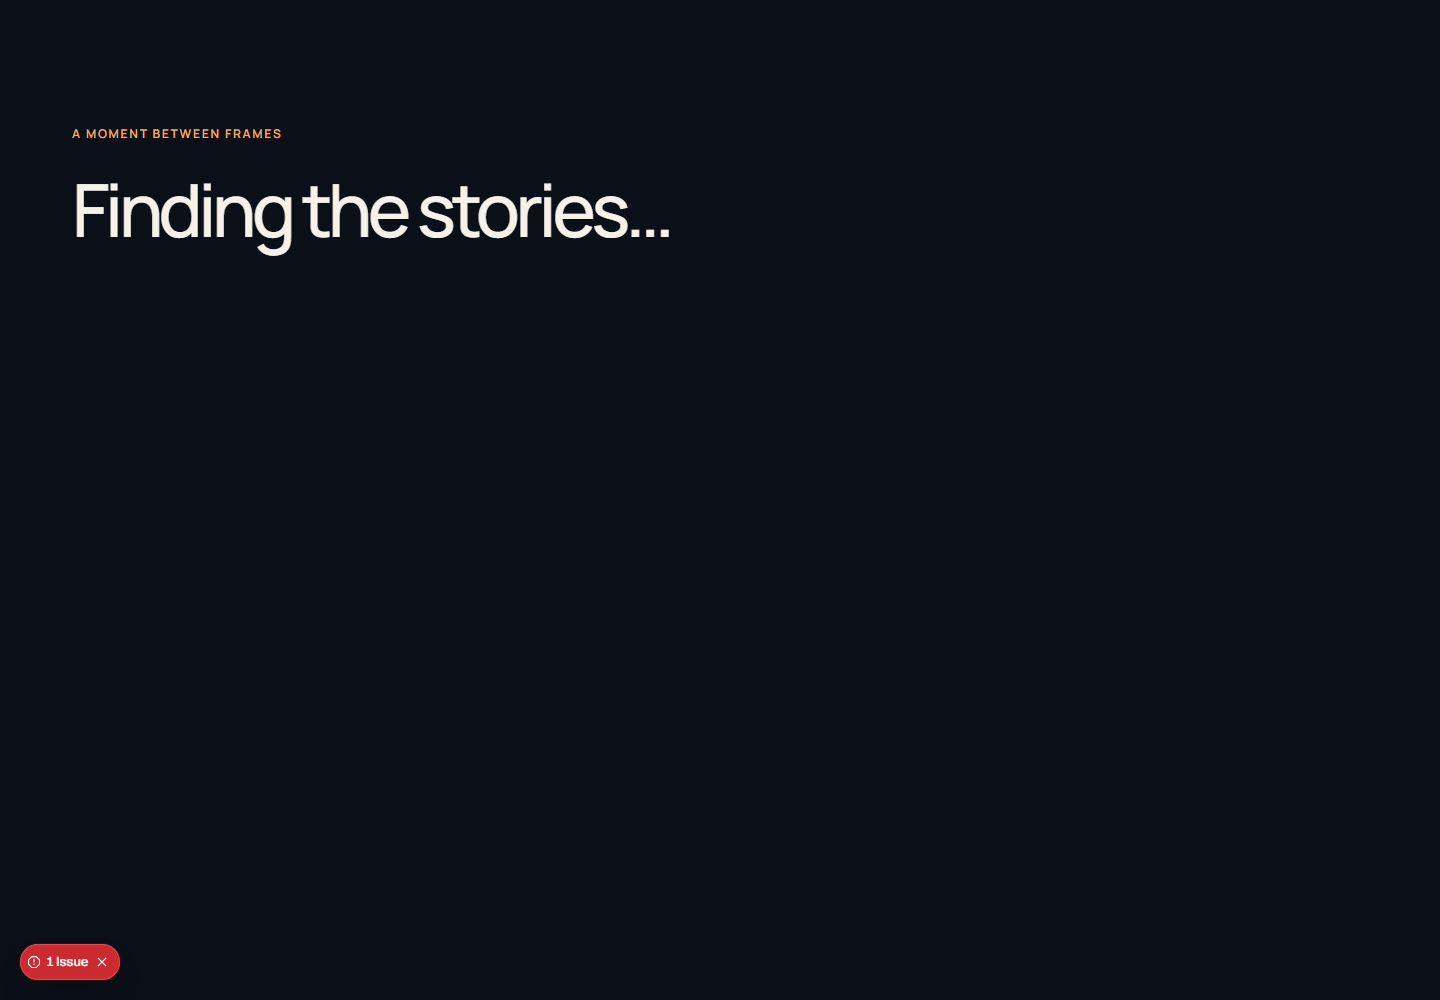 A MOMENT BETWEEN FRAMES
Finding the stories...
1 Issue